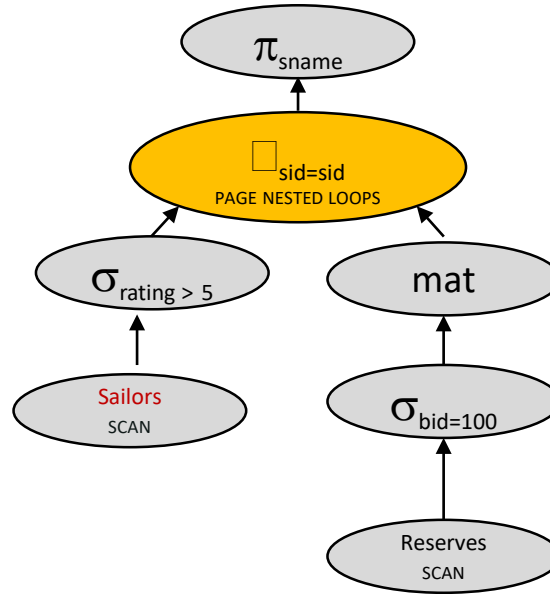 π sname
□ sid=sid
PAGE NESTED LOOPS
σ rating > 5
mat
Sailors
SCAN
σ bid=100
Reserves
SCAN